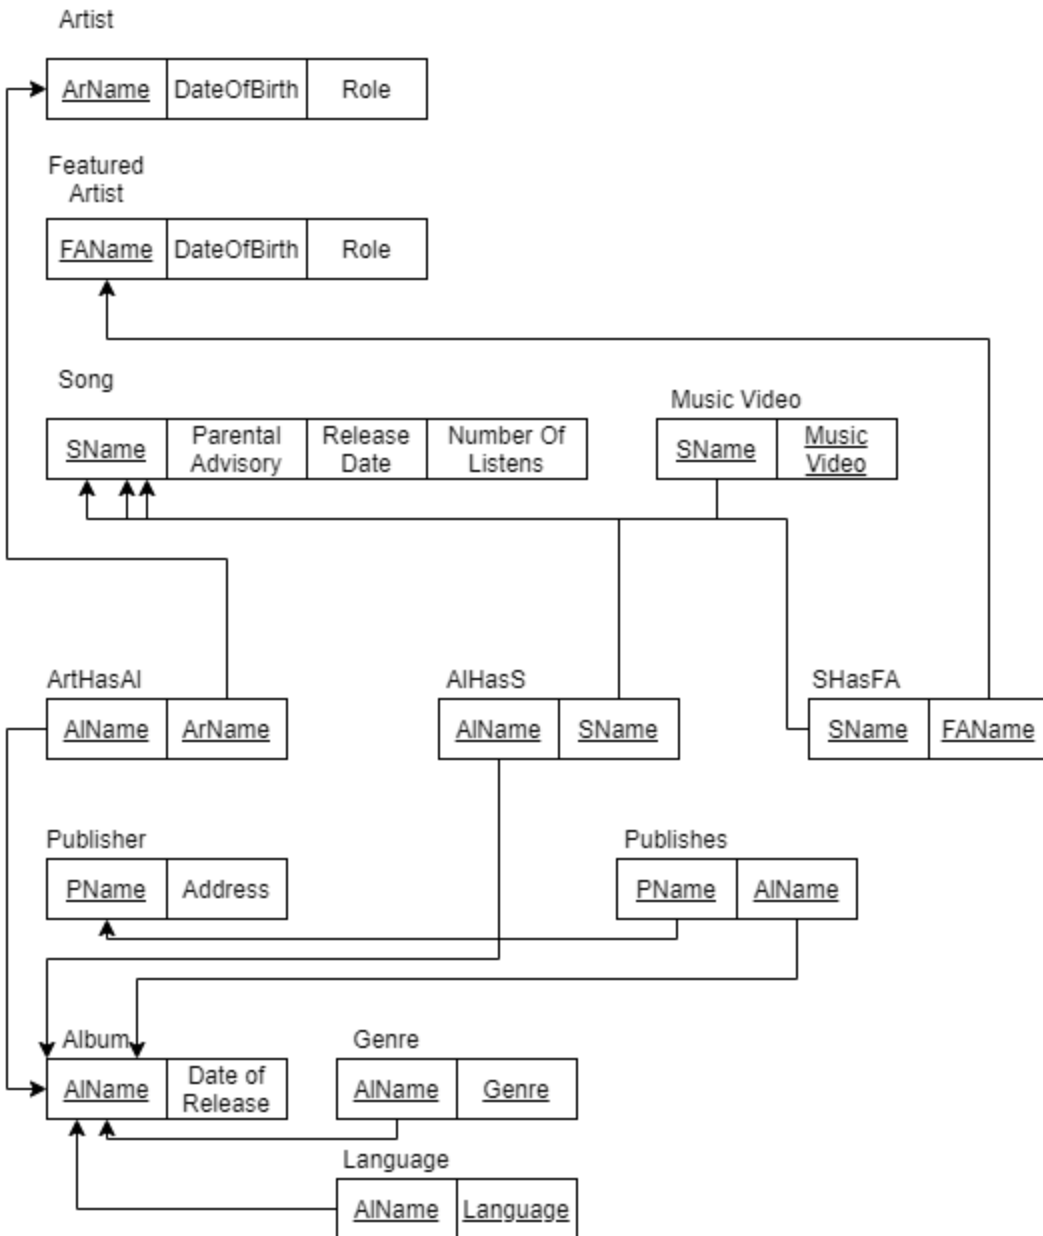 Artist
ArName DateOfBirth Role
Featured
Artist
FAName DateOfBirth Role
Song
SName Parental Advisory Release Date Number Of Listens
Music Video
SName Music Video
ArtHasAl
AlName ArName
AlHasS
AlName SName
SHasFA
SName FAName
Publisher
PName Address
Publishes
PName AlName
Album
AlName Date of Release
Genre
AlName Genre
Language
AlName Language